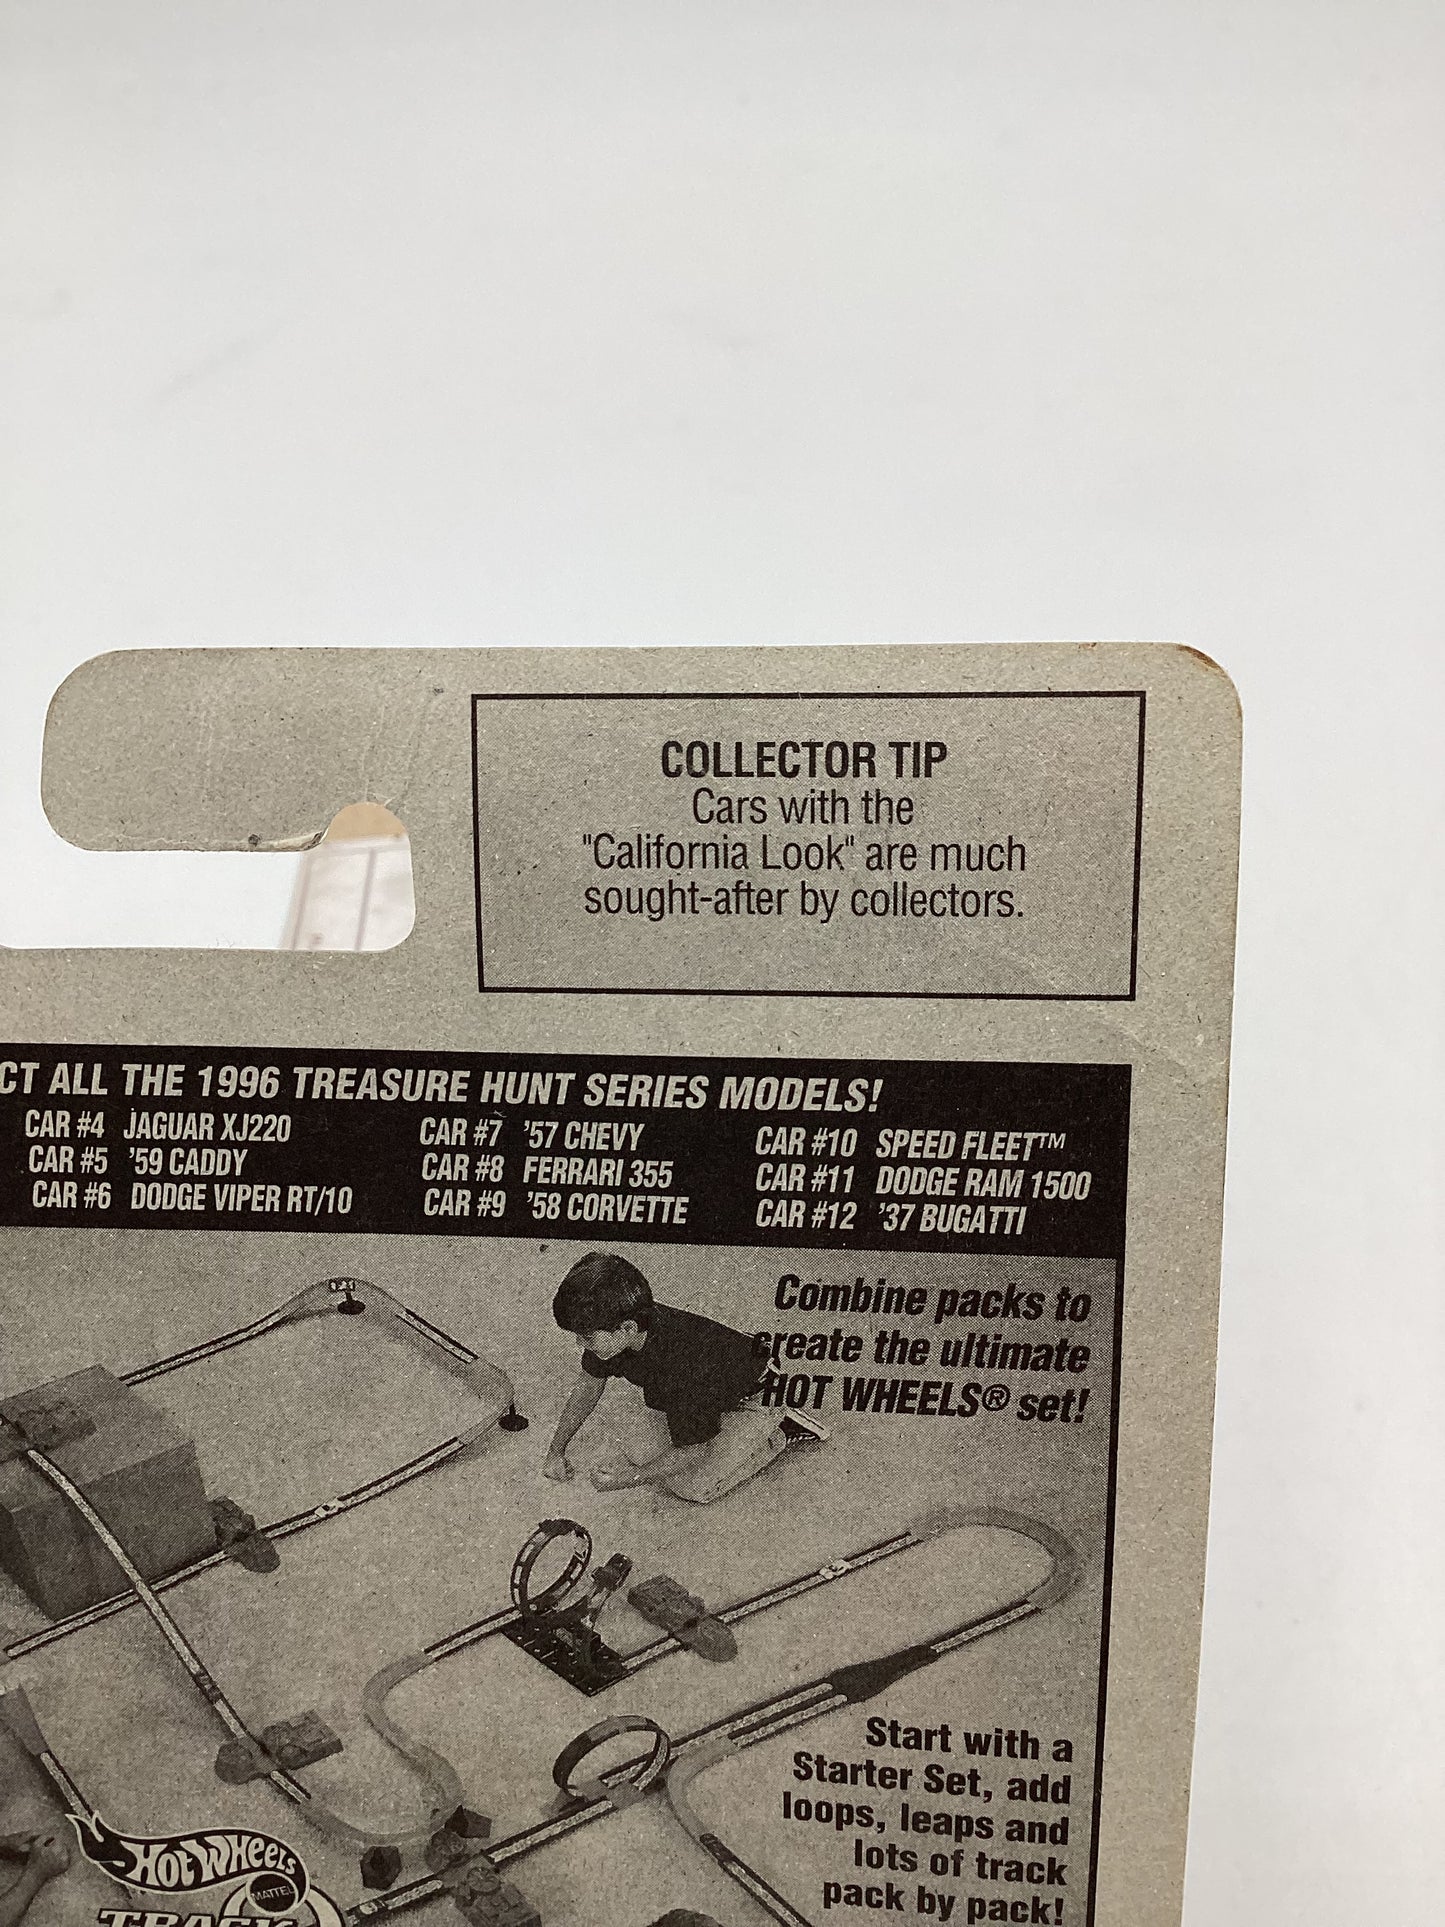 COLLECTOR TIP
Cars with the
"California Look" are much
sought-after by collectors.
CT ALL THE 1996 TREASURE HUNT SERIES MODELS!
CAR #4 JAGUAR XJ220
CAR #5 '59 CADDY
CAR #6 DODGE VIPER RT/10
CAR #7 '57 CHEVY
CAR #8 FERRARI 355
CAR #9 '58 CORVETTE
CAR #10 SPEED FLEET™
CAR #11 DODGE RAM 1500
CAR #12 '37 BUGATTI
Combine packs to
create the ultimate
HOT WHEELS® set!
Start with a
Starter Set, add
loops, leaps and
lots of track
pack by pack!
HOT WHEELS
MATTEL
TRACK